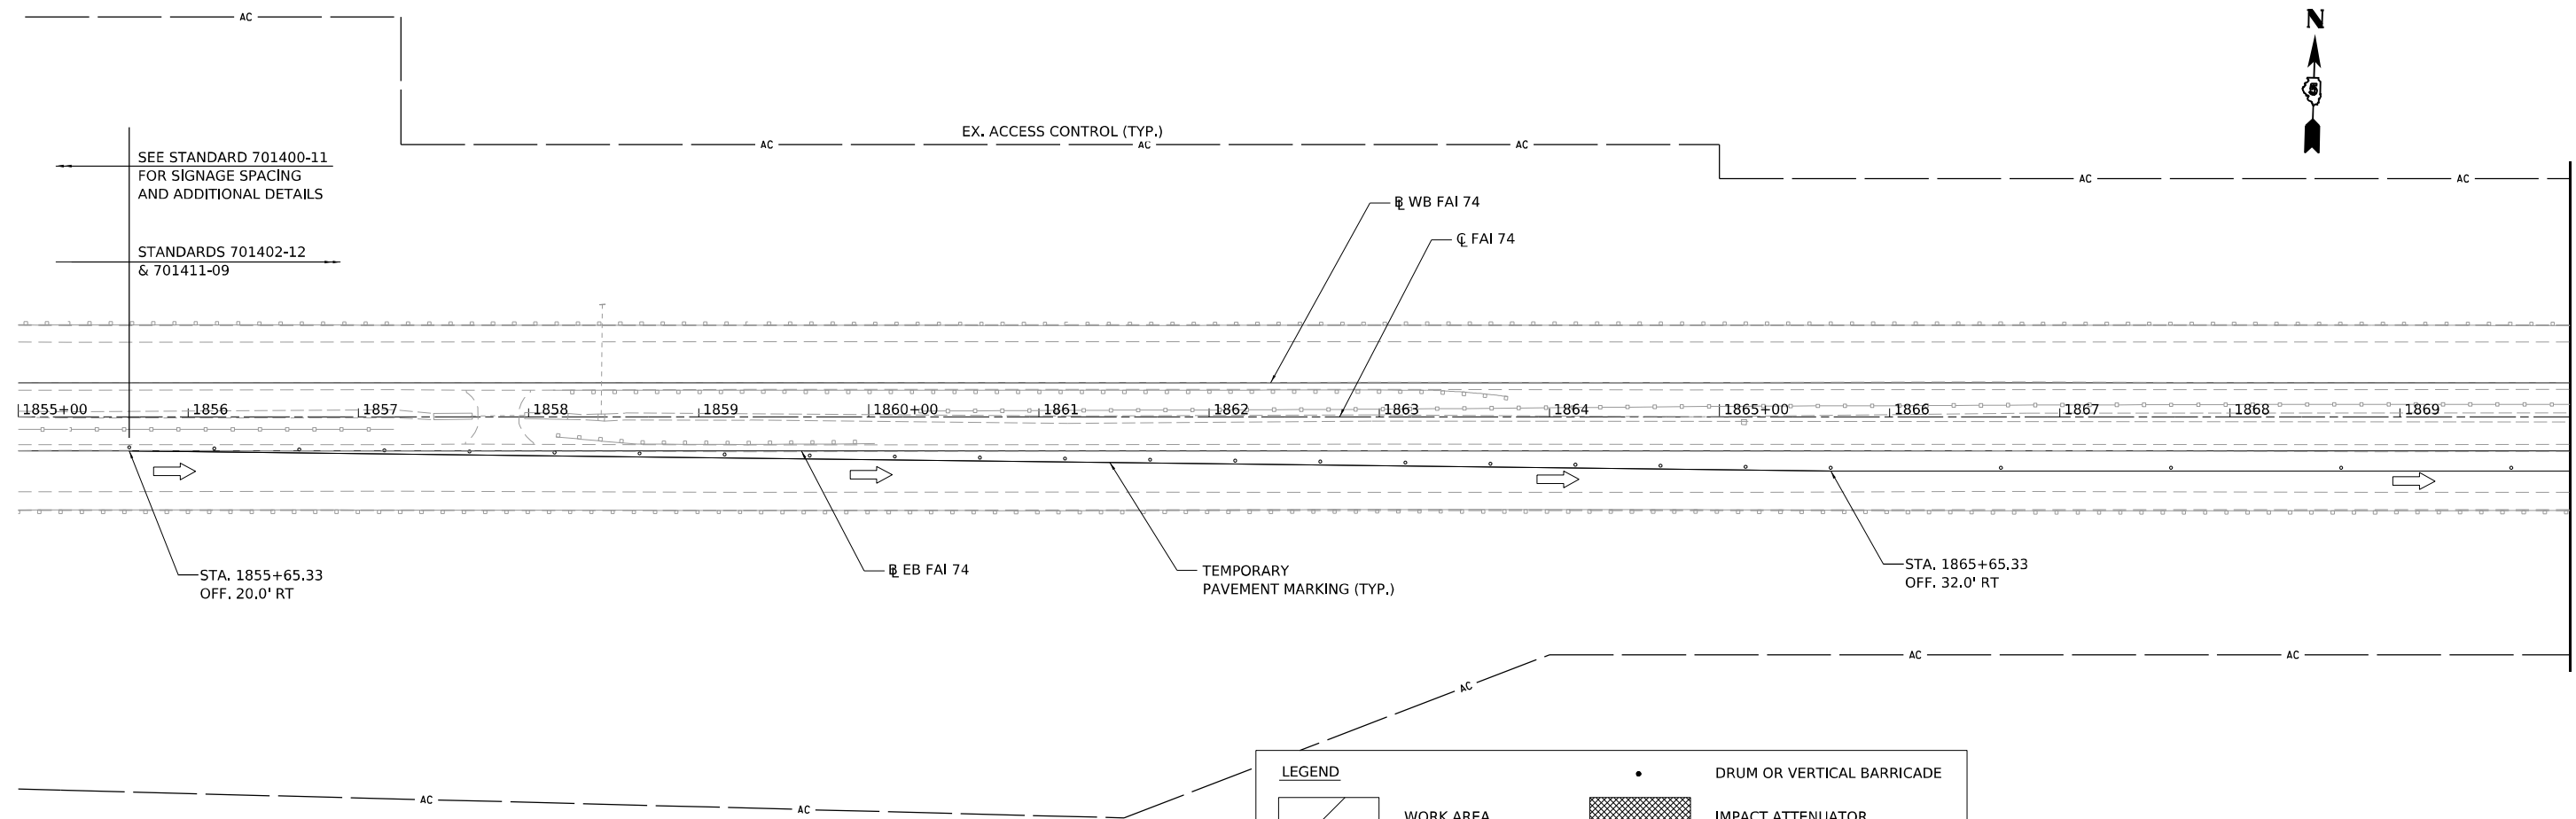 AC
N
5
EX. ACCESS CONTROL (TYP.)
AC AC AC
SEE STANDARD 701400-11
FOR SIGNAGE SPACING
AND ADDITIONAL DETAILS
AC AC
℄ WB FAI 74
℄ FAI 74
STANDARDS 701402-12
& 701411-09
1855+00 1856 1857 1858 1859 1860+00 1861 1862 1863 1864 1865+00 1866 1867 1868 1869
STA. 1855+65.33
OFF. 20.0' RT
BL EB FAI 74
TEMPORARY
PAVEMENT MARKING (TYP.)
STA. 1865+65.33
OFF. 32.0' RT
AC AC
AC
LEGEND
DRUM OR VERTICAL BARRICADE
AC AC
WORK AREA
IMPACT ATTENUATOR